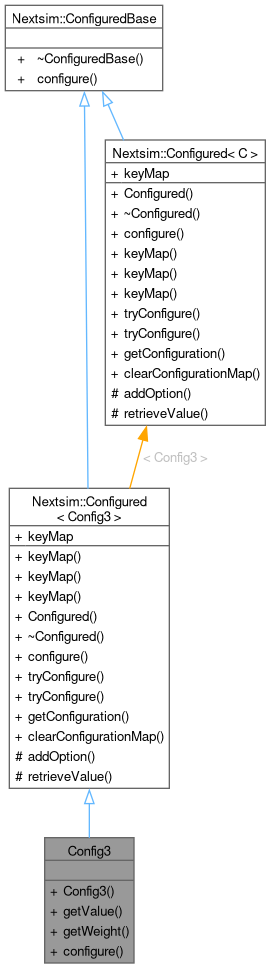 Nextsim::ConfiguredBase
+ ~ConfiguredBase()
+ configure()
Nextsim::Configured< C >
+ keyMap
+ Configured()
+ ~Configured()
+ configure()
+ keyMap()
+ keyMap()
+ keyMap()
+ tryConfigure()
+ tryConfigure()
+ getConfiguration()
+ clearConfigurationMap()
# addOption()
# retrieveValue()
< Config3 >
Nextsim::Configured
< Config3 >
+ keyMap
+ keyMap()
+ keyMap()
+ keyMap()
+ Configured()
+ ~Configured()
+ configure()
+ tryConfigure()
+ tryConfigure()
+ getConfiguration()
+ clearConfigurationMap()
# addOption()
# retrieveValue()
Config3
+ Config3()
+ getValue()
+ getWeight()
+ configure()